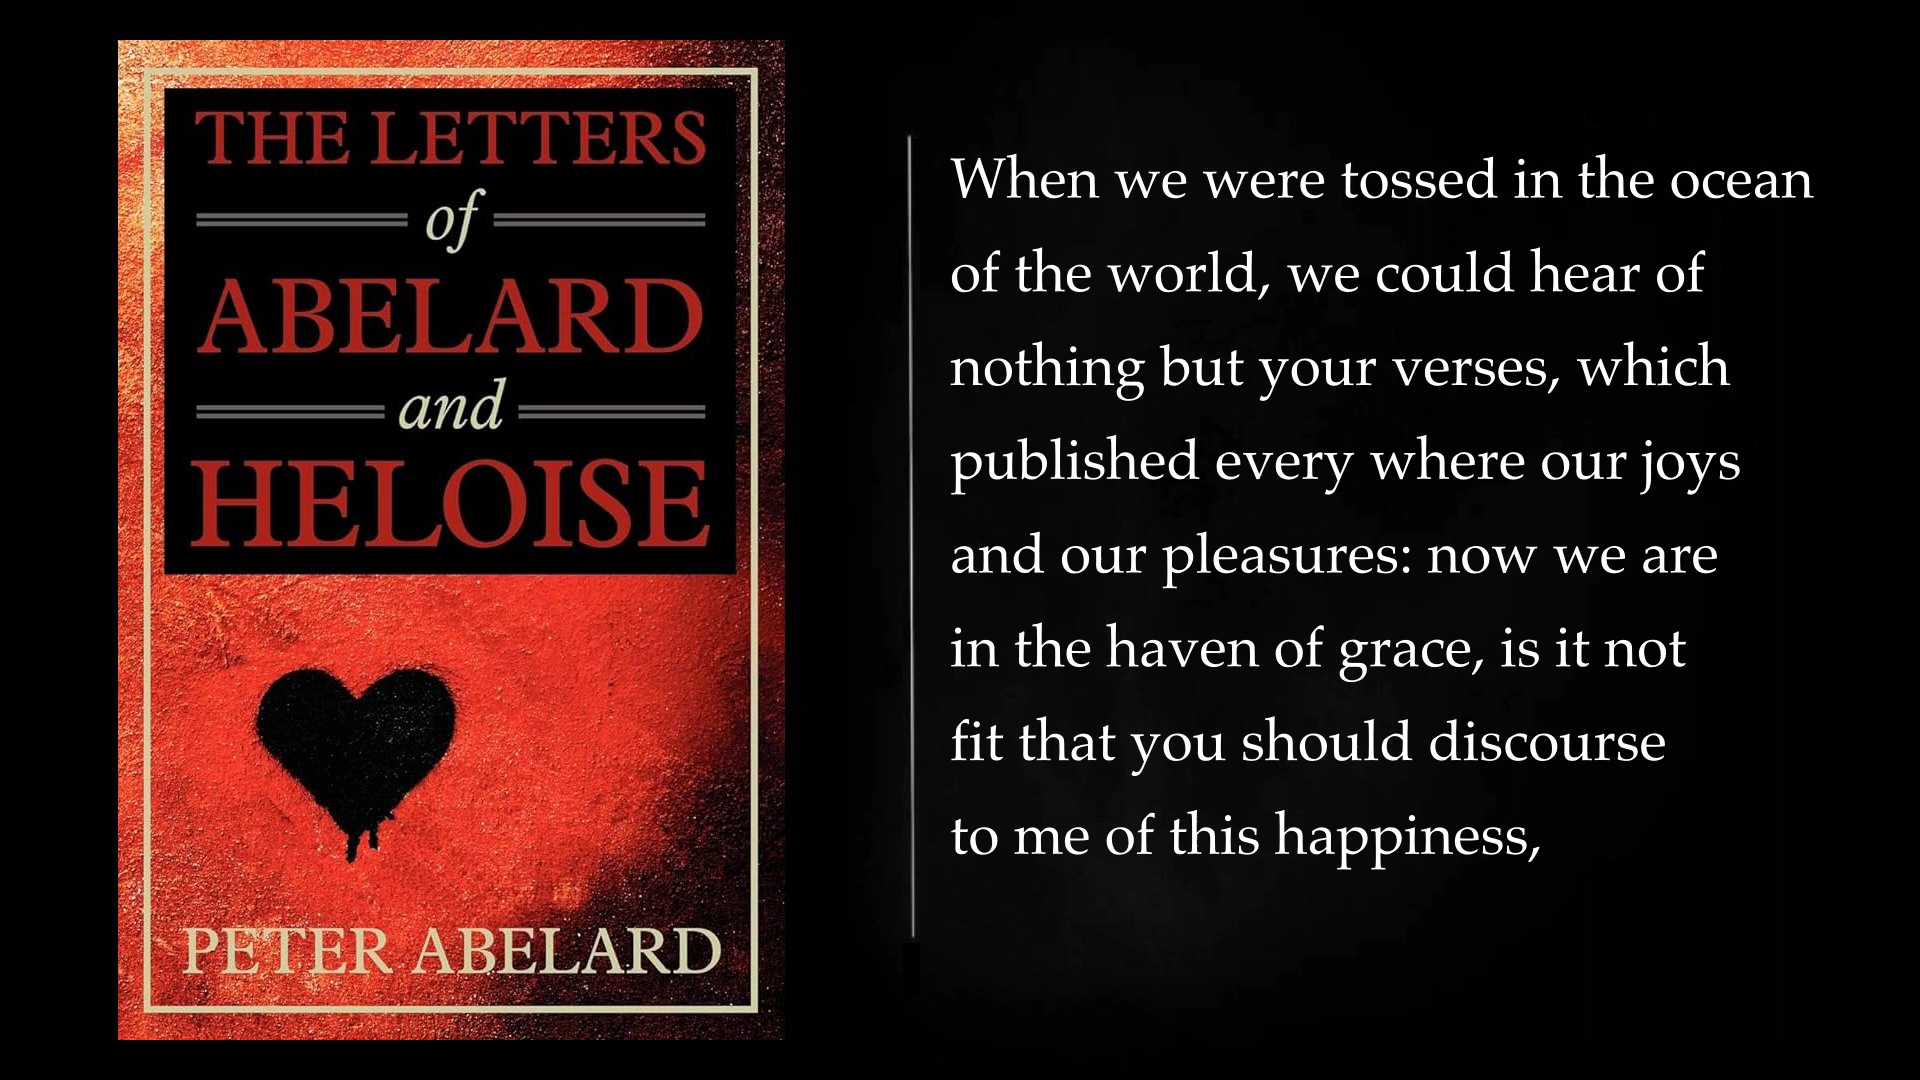 THE LETTERS
of
ABELARD
and
HELOISE
PETER ABELARD
When we were tossed in the ocean
of the world, we could hear of
nothing but your verses, which
published every where our joys
and our pleasures: now we are
in the haven of grace, is it not
fit that you should discourse
to me of this happiness,